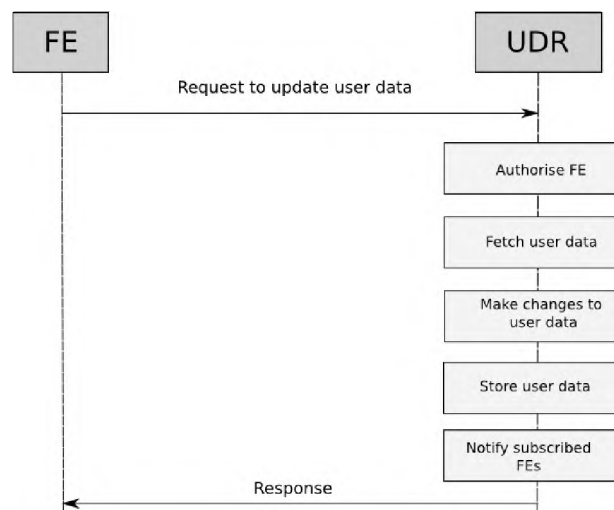 FE
UDR
Request to update user data
Authorise FE
Fetch user data
Make changes to
user data
Store user data
Notify subscribed
FEs
Response